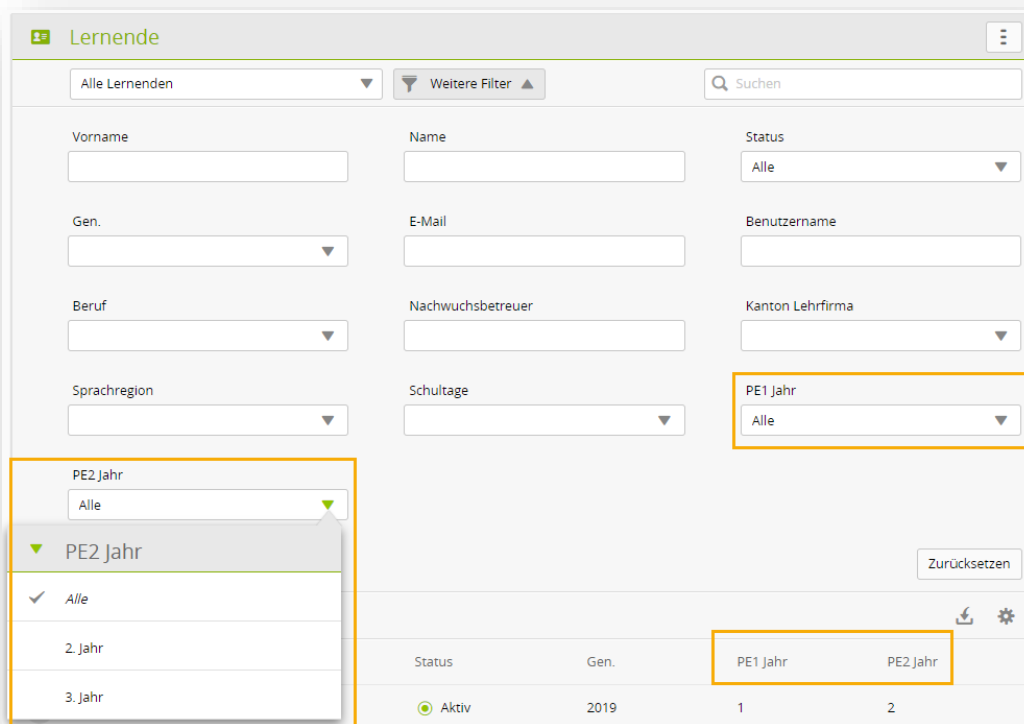 Lernende
Alle Lernenden Weitere Filter Suchen
Vorname Name Status
Alle
Gen. E-Mail Benutzername
Beruf Nachwuchsbetreuer Kanton Lehrfirma
Sprachregion Schultage PE1 Jahr
Alle
PE2 Jahr
Alle
PE2 Jahr
Zurücksetzen
Alle
2. Jahr
Status Gen. PE1 Jahr PE2 Jahr
3. Jahr
Aktiv 2019 1 2